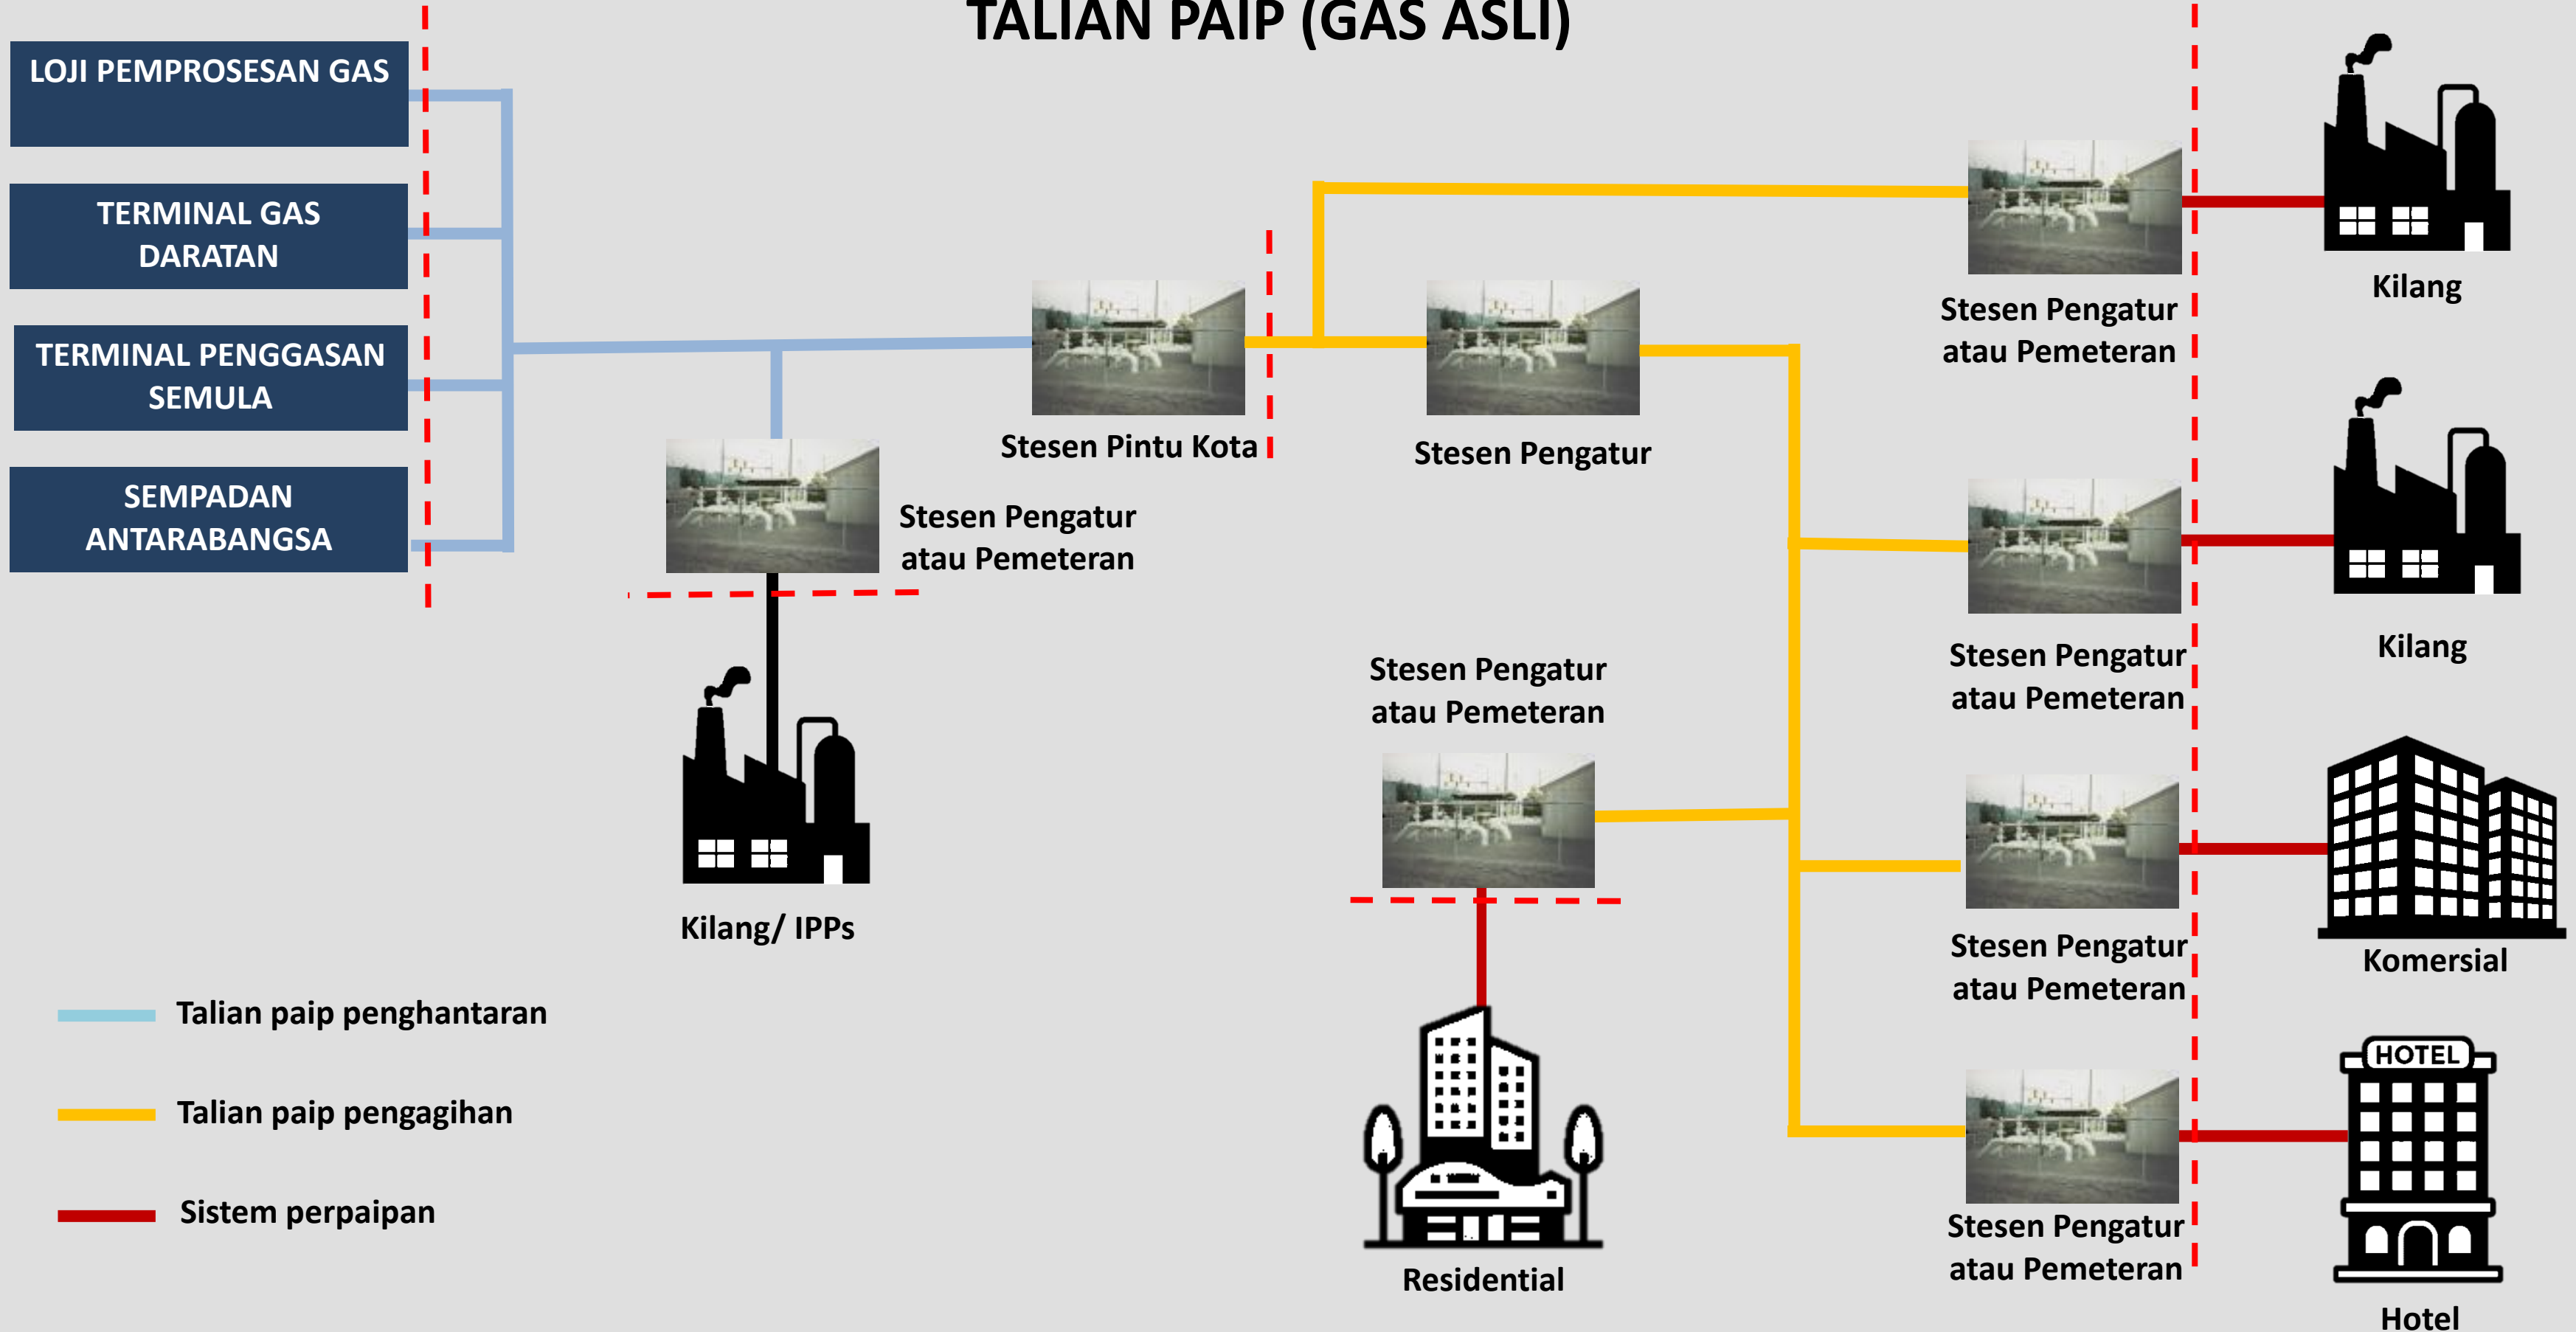 TALIAN PAIP (GAS ASLI)
LOJI PEMPROSESAN GAS
TERMINAL GAS
DARATAN
TERMINAL PENGGASAN
SEMULA
SEMPADAN
ANTARABANGSA
Stesen Pengatur
atau Pemeteran
Kilang/ IPPs
Stesen Pintu Kota
Stesen Pengatur
Stesen Pengatur
atau Pemeteran
Kilang
Stesen Pengatur
atau Pemeteran
Kilang
Stesen Pengatur
atau Pemeteran
Residential
Stesen Pengatur
atau Pemeteran
Komersial
Stesen Pengatur
atau Pemeteran
HOTEL
Hotel
Talian paip penghantaran
Talian paip pengagihan
Sistem perpaipan